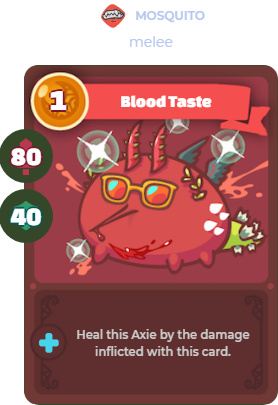 MOSQUITO
melee
1
Blood Taste
80
40
Heal this Axie by the damage
inflicted with this card.